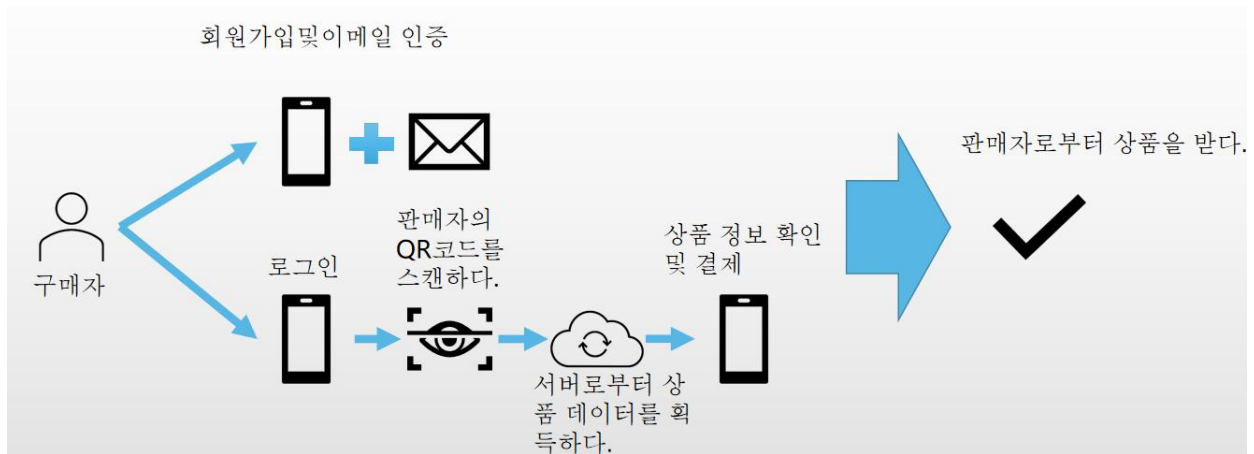 회원가입및이메일 인증
판매자로부터 상품을 받다.
구매자
로그인
판매자의
QR코드를
스캔하다.
서버로부터 상
품 데이터를 획
득하다.
상품 정보 확인
및 결제